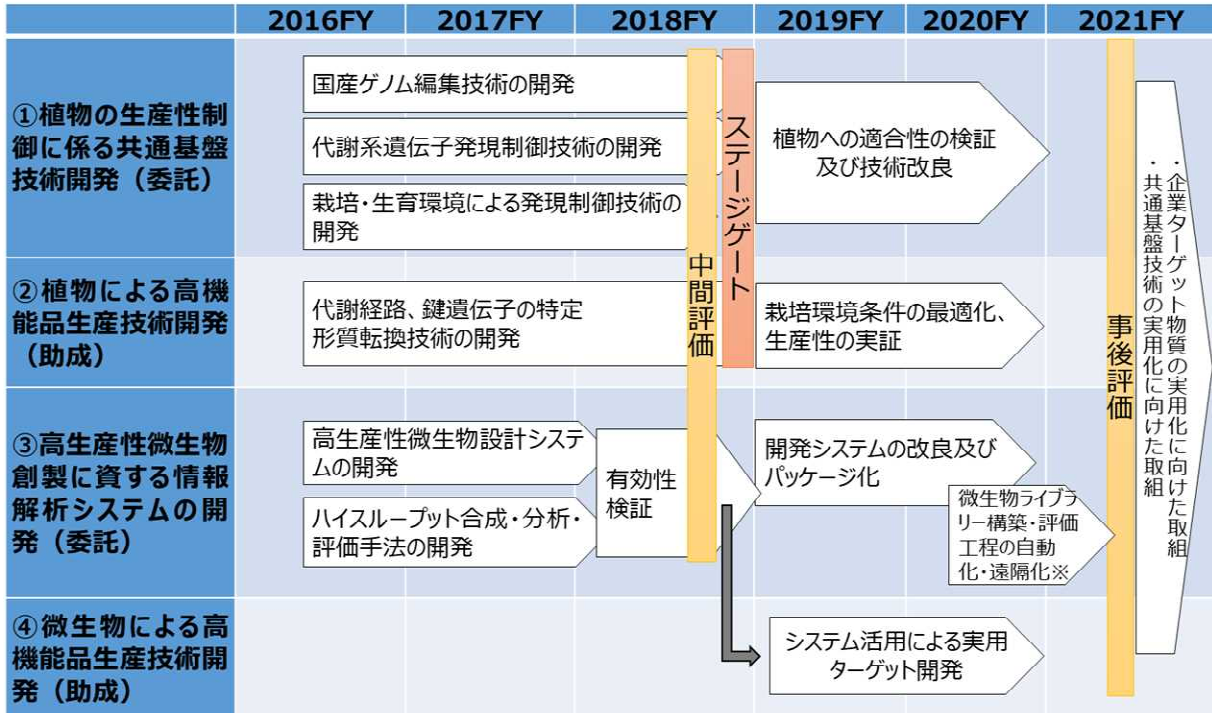 2016FY 2017FY 2018FY 2019FY 2020FY 2021FY
①植物の生産性制
御に係る共通基盤
技術開発（委託）
国産ゲノム編集技術の開発
代謝系遺伝子発現制御技術の開発
栽培・生育環境による発現制御技術の
開発
植物への適合性の検証
及び技術改良
②植物による高機
能品生産技術開発
（助成）
代謝経路、鍵遺伝子の特定
形質転換技術の開発
栽培環境条件の最適化、
生産性の実証
③高生産性微生物
創製に資する情報
解析システムの開
発（委託）
高生産性微生物設計システ
ムの開発
ハイスループット合成・分析・
評価手法の開発
有効性
検証
開発システムの改良及び
パッケージ化
微生物ライブラ
リー構築・評価
工程の自動
化・遠隔化※
④微生物による高
機能品生産技術開
発（助成）
システム活用による実用
ターゲット開発
中間評価
ステージゲート
事後評価
・企業ターゲット物質の実用化に向けた取組
・共通基盤技術の実用化に向けた取組